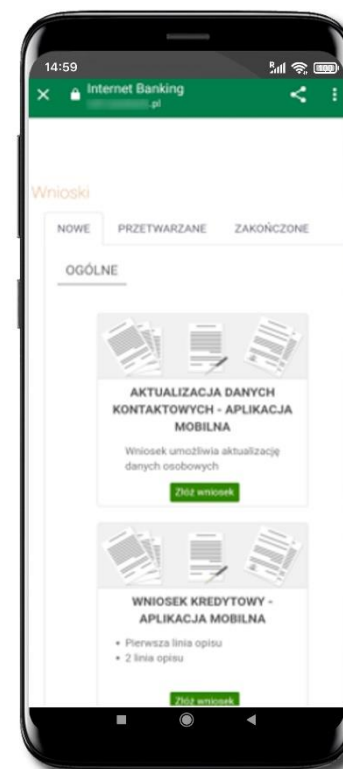 14:59
R
100
Internet Banking
.pl
Wnioski
NOWE PRZETWARZANE ZAKOŃCZONE
OGÓLNE
AKTUALIZACJA DANYCH
KONTAKTOWYCH - APLIKACJA
MOBILNA
Wniosek umożliwia aktualizację
danych osobowych
Złóż wniosek
WNIOSEK KREDYTOWY -
APLIKACJA MOBILNA
• Pierwsza linia opisu
• 2 linia opisu
Złóż wniosek